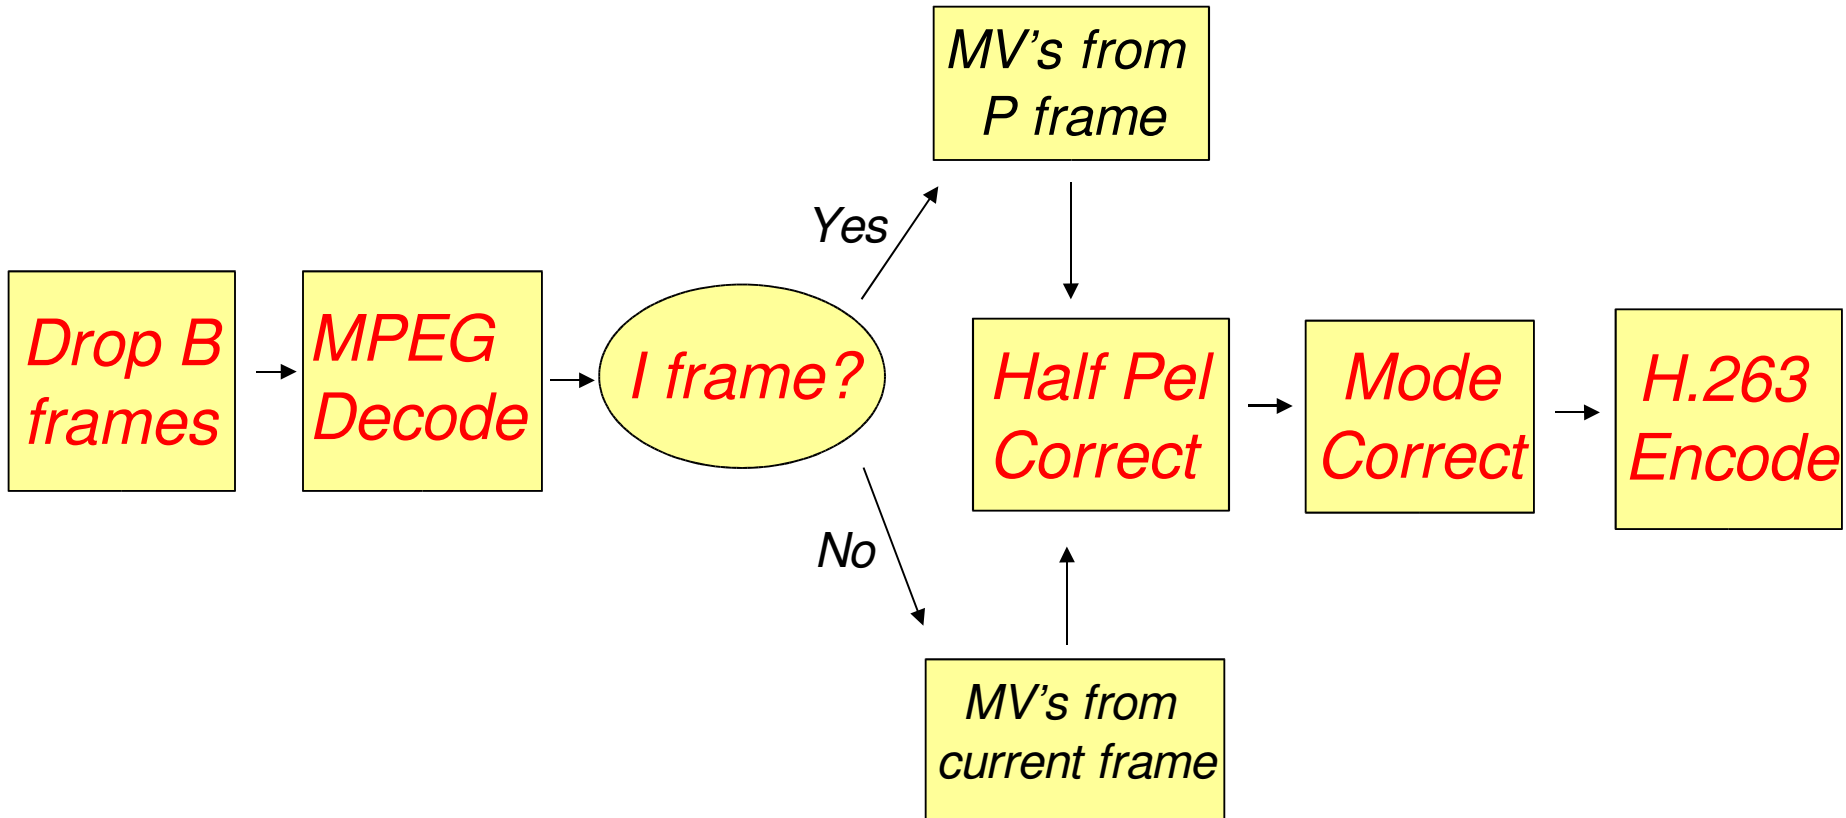 MV's from
P frame
Yes
Drop B
frames
MPEG
Decode
I frame?
Half Pel
Correct
Mode
Correct
H.263
Encode
No
MV's from
current frame